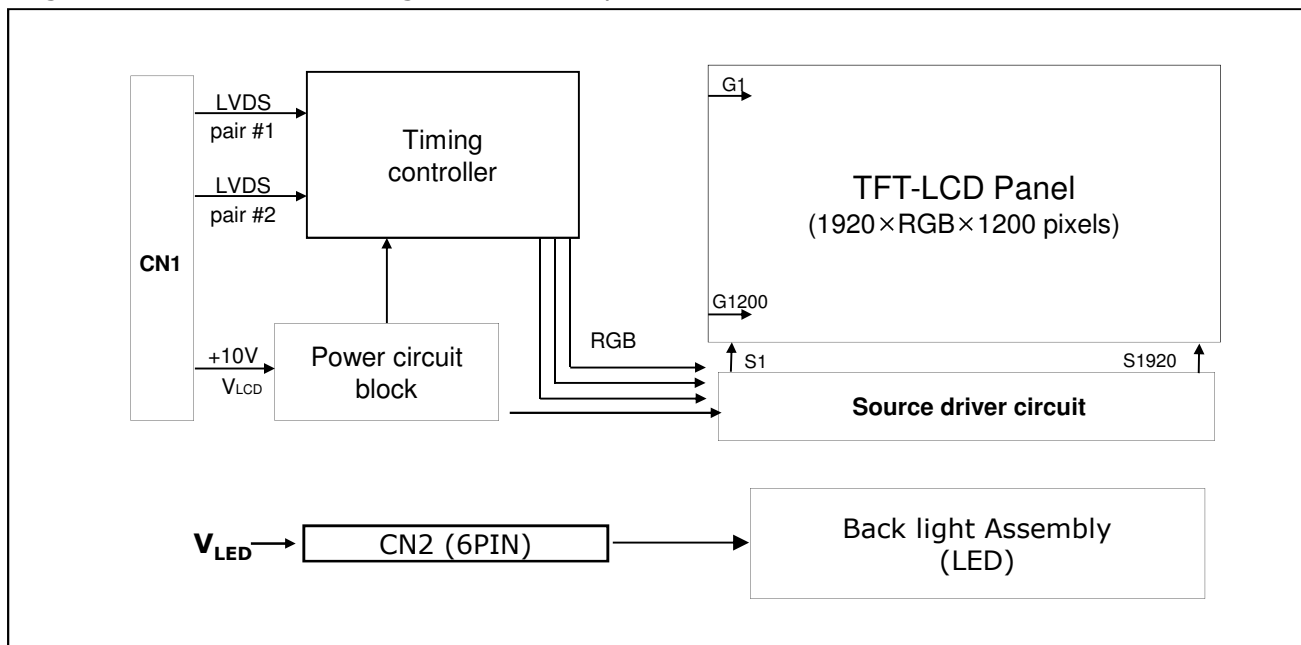 LVDS
pair #1
LVDS
pair #2
CN1
+10V
VLCD
Timing
controller
Power circuit
block
RGB
G1
TFT-LCD Panel
(1920×RGB×1200 pixels)
G1200
S1
S1920
Source driver circuit
VLED
CN2 (6PIN)
Back light Assembly
(LED)